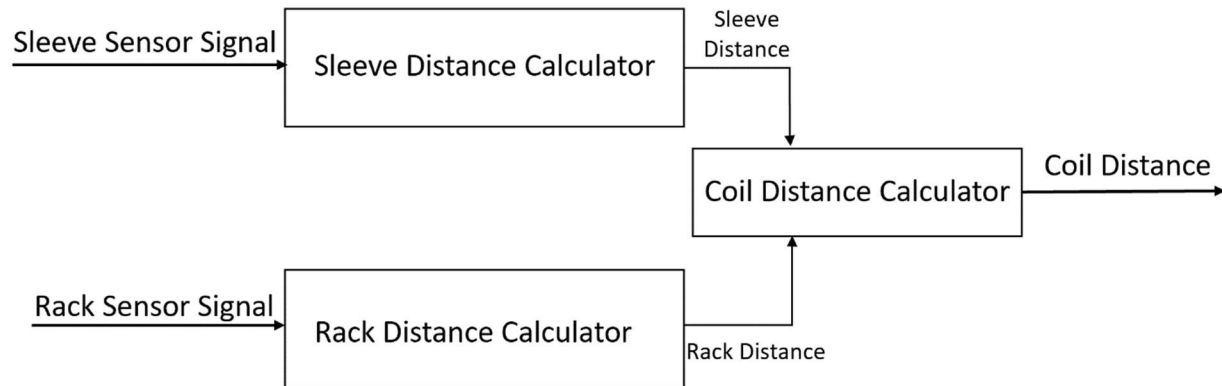 Sleeve Sensor Signal
Sleeve Distance Calculator
Sleeve
Distance
Coil Distance Calculator
Coil Distance
Rack Sensor Signal
Rack Distance Calculator
Rack Distance